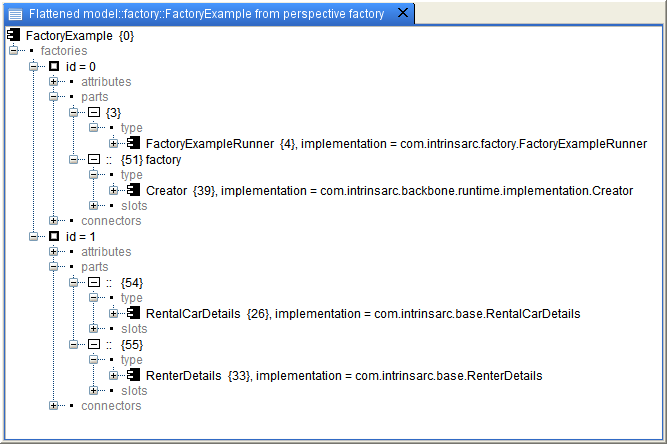 Flattened model::factory::FactoryExample from perspective factory
FactoryExample {0}
factories
id = 0
attributes
parts
{3}
type
FactoryExampleRunner {4}, implementation = com.intrinsarc.factory.FactoryExampleRunner
:: {51} factory
type
Creator {39}, implementation = com.intrinsarc.backbone.runtime.implementation.Creator
slots
connectors
id = 1
attributes
parts
:: {54}
type
RentalCarDetails {26}, implementation = com.intrinsarc.base.RentalCarDetails
slots
:: {55}
type
RenterDetails {33}, implementation = com.intrinsarc.base.RenterDetails
slots
connectors